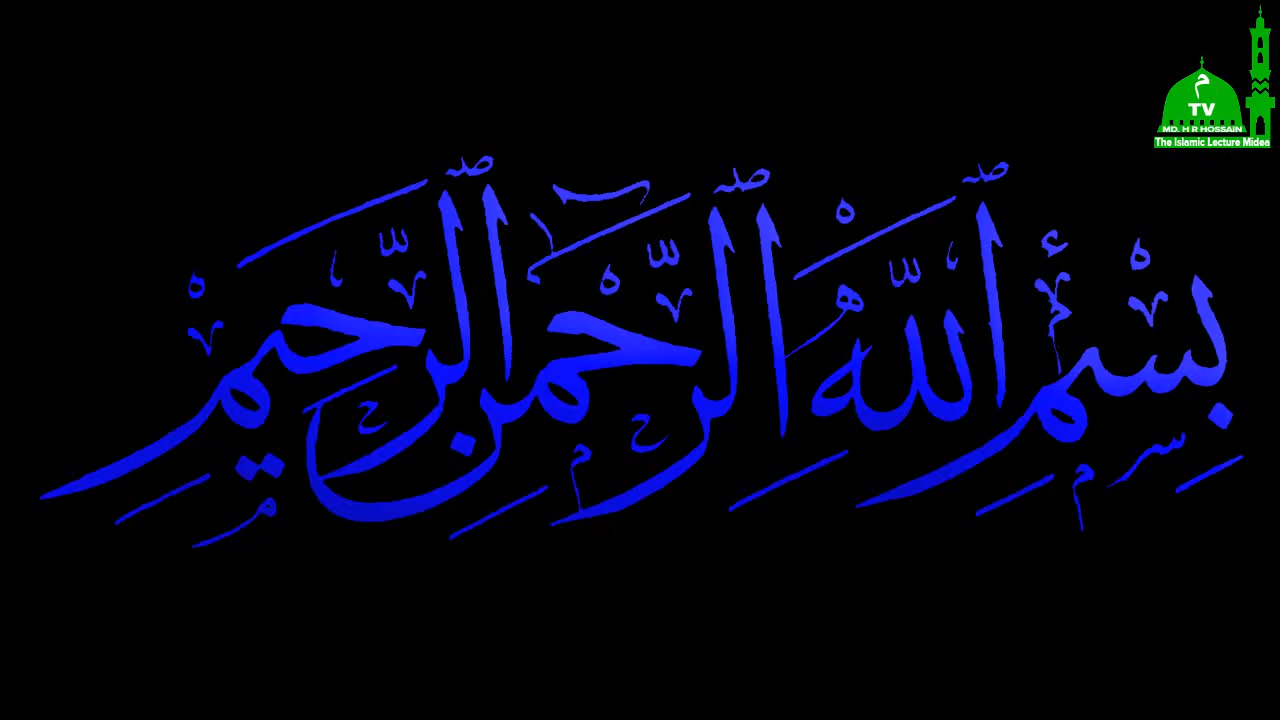 بِسْمِ اللَّهِ الرَّحْمَٰنِ الرَّحِيمِ
م
TV
MD. H R HOSSAIN
The Islamic Lecture Midea